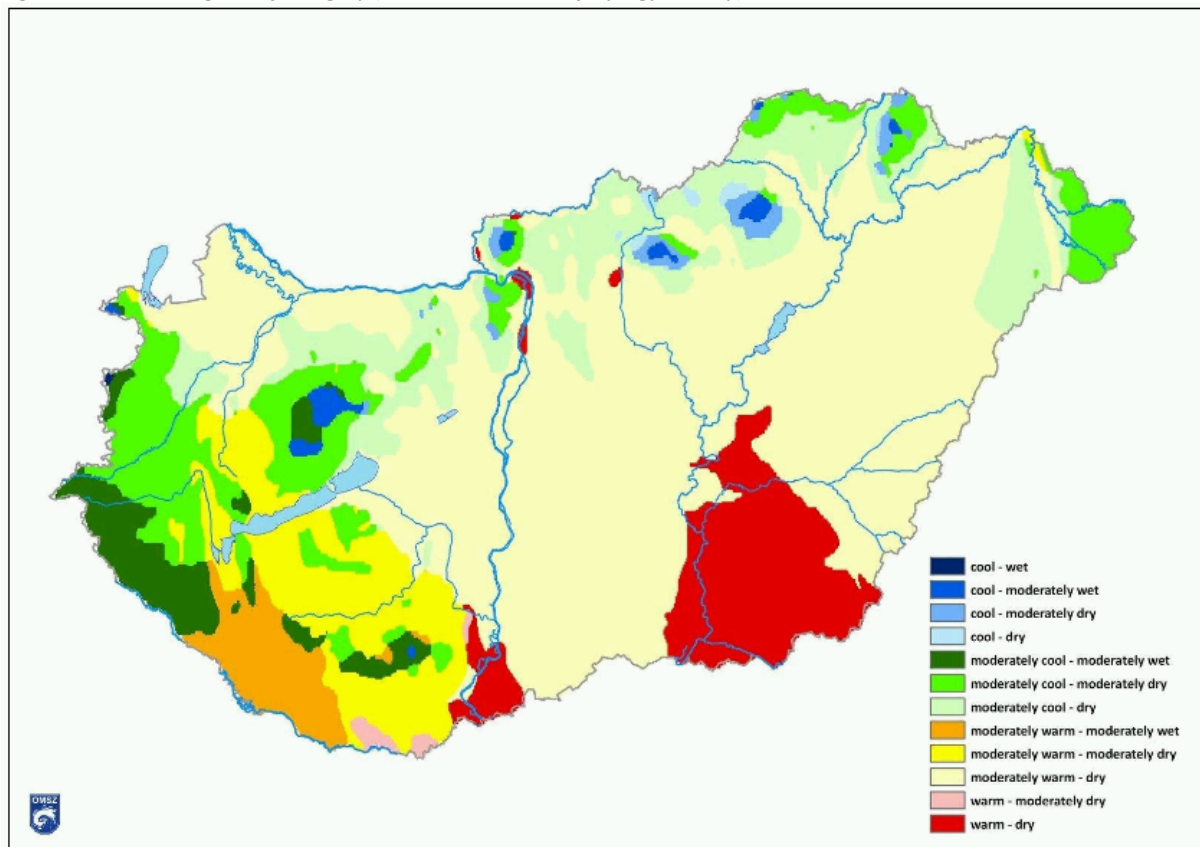 cool - wet
cool - moderately wet
cool - moderately dry
cool - dry
moderately cool - moderately wet
moderately cool - moderately dry
moderately cool - dry
moderately warm - moderately wet
moderately warm - moderately dry
moderately warm - dry
warm - moderately dry
warm - dry
OMSZ